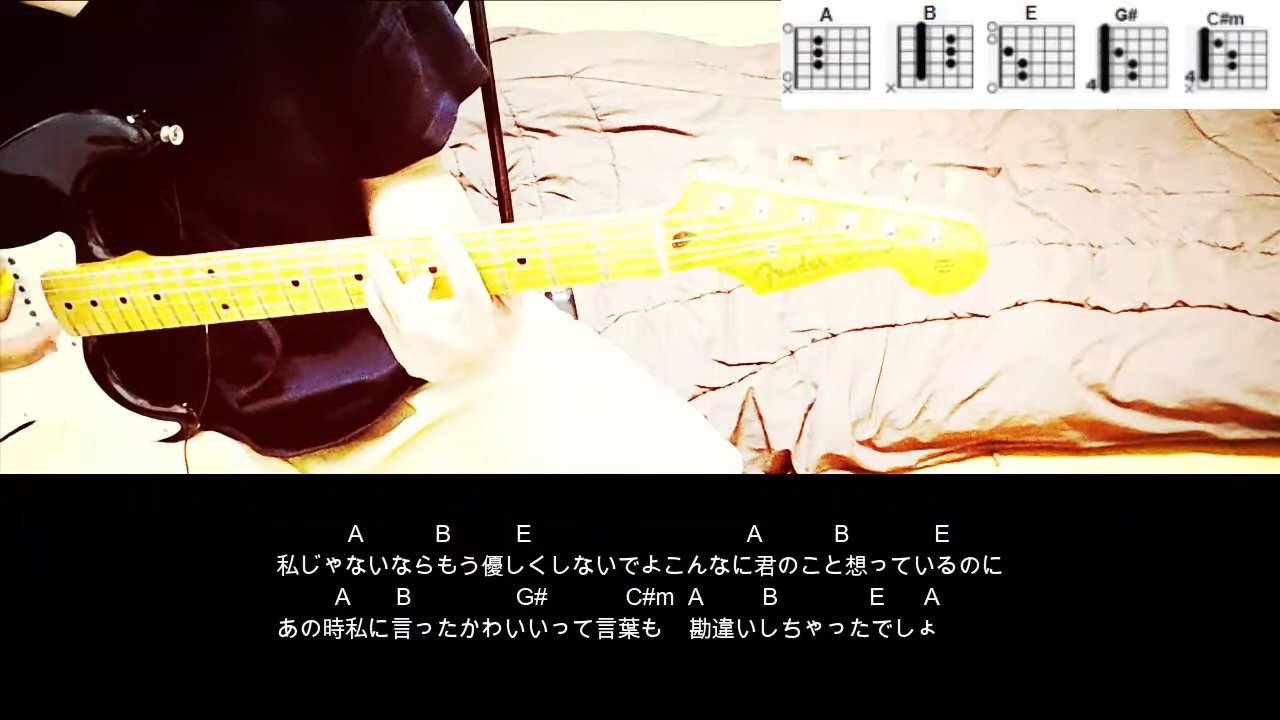 A B E G# C#m
4 4
Fender
A B E A B E
私じゃないならもう優しくしないでよこんなに君のこと想っているのに
A B G# C#m A B E A
あの時私に言ったかわいいって言葉も 勘違いしちゃったでしょ